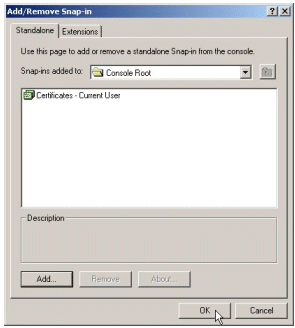 Add/Remove Snap-in
Standalone Extensions
Use this page to add or remove a standalone Snap-in from the console.
Snap-ins added to: Console Root
Certificates - Current User
Description
Add... Remove About...
OK Cancel